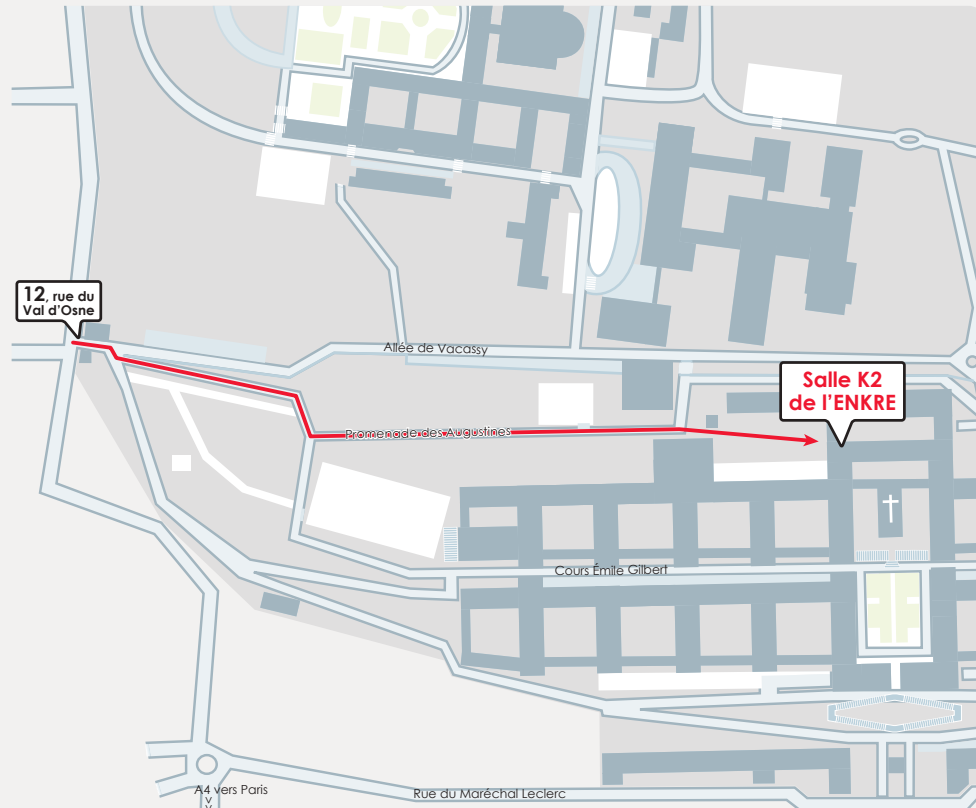 12, rue du
Val d'Osne
Allée de Vacassy
Salle K2
de l'ENKRE
Promenade des Augustines
Cours Émile Gilbert
A4 vers Paris
Rue du Maréchal Leclerc